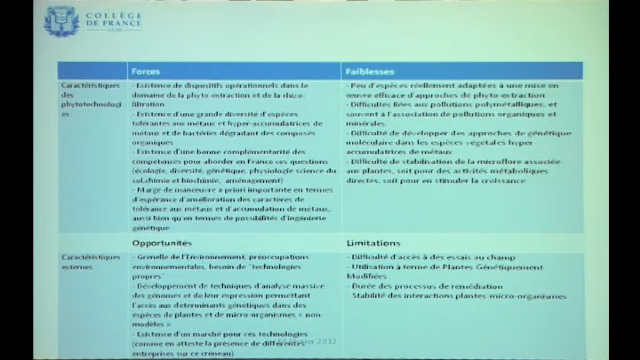 COLLÈGE
DE FRANCE
1530
Forces
Faiblesses
Caractéristiques
des
phytotechnologi
es
- Existence de dispositifs opérationnels dans le
domaine de la phyto-extraction et de la rhizo-
filtration
- Existence d'une grande diversité d'espèces
tolérantes aux métaux et hyper-accumulatrices de
métaux et de bactéries dégradant des composés
organiques
- Existence d'une bonne complémentarité des
compétences pour aborder en France ces questions
(écologie, diversité, génétique, physiologie science du
sol, chimie et biochimie, aménagement)
- Marge de manœuvre a priori importante en termes
d'espérance d'amélioration des caractères de
tolérance aux métaux et d'accumulation de métaux,
aussi bien qu'en termes de possibilités d'ingénierie
génétique
- Peu d'espèces réellement adaptées à une mise en
œuvre efficace d'approches de phyto-extraction
- Difficultés liées aux pollutions polymétalliques, et
souvent à l'association de pollutions organiques et
minérales
- Difficulté de développer des approches de génétique
moléculaire dans les espèces végétales hyper-
accumulatrices de métaux
- Difficulté de stabilisation de la microflore associée
aux plantes, soit pour des activités métaboliques
directes, soit pour en stimuler la croissance
Opportunités
Limitations
Caractéristiques
externes
- Grenelle de l'Environnement, préoccupations
environnementales, besoin de "technologies
propres"
- Développement de techniques d'analyse massive
des génomes et de leur expression permettant
l'accès aux déterminants génétiques dans des
espèces de plantes et de micro-organismes « non-
modèles »
- Existence d'un marché pour ces technologies
(comme en atteste la présence de différentes
entreprises sur ce créneau)
- Difficulté d'accès à des essais au champ
- Utilisation à terme de Plantes Génétiquement
Modifiées
- Durée des processus de remédiation
- Stabilité des interactions plantes-micro-organismes
février 2012